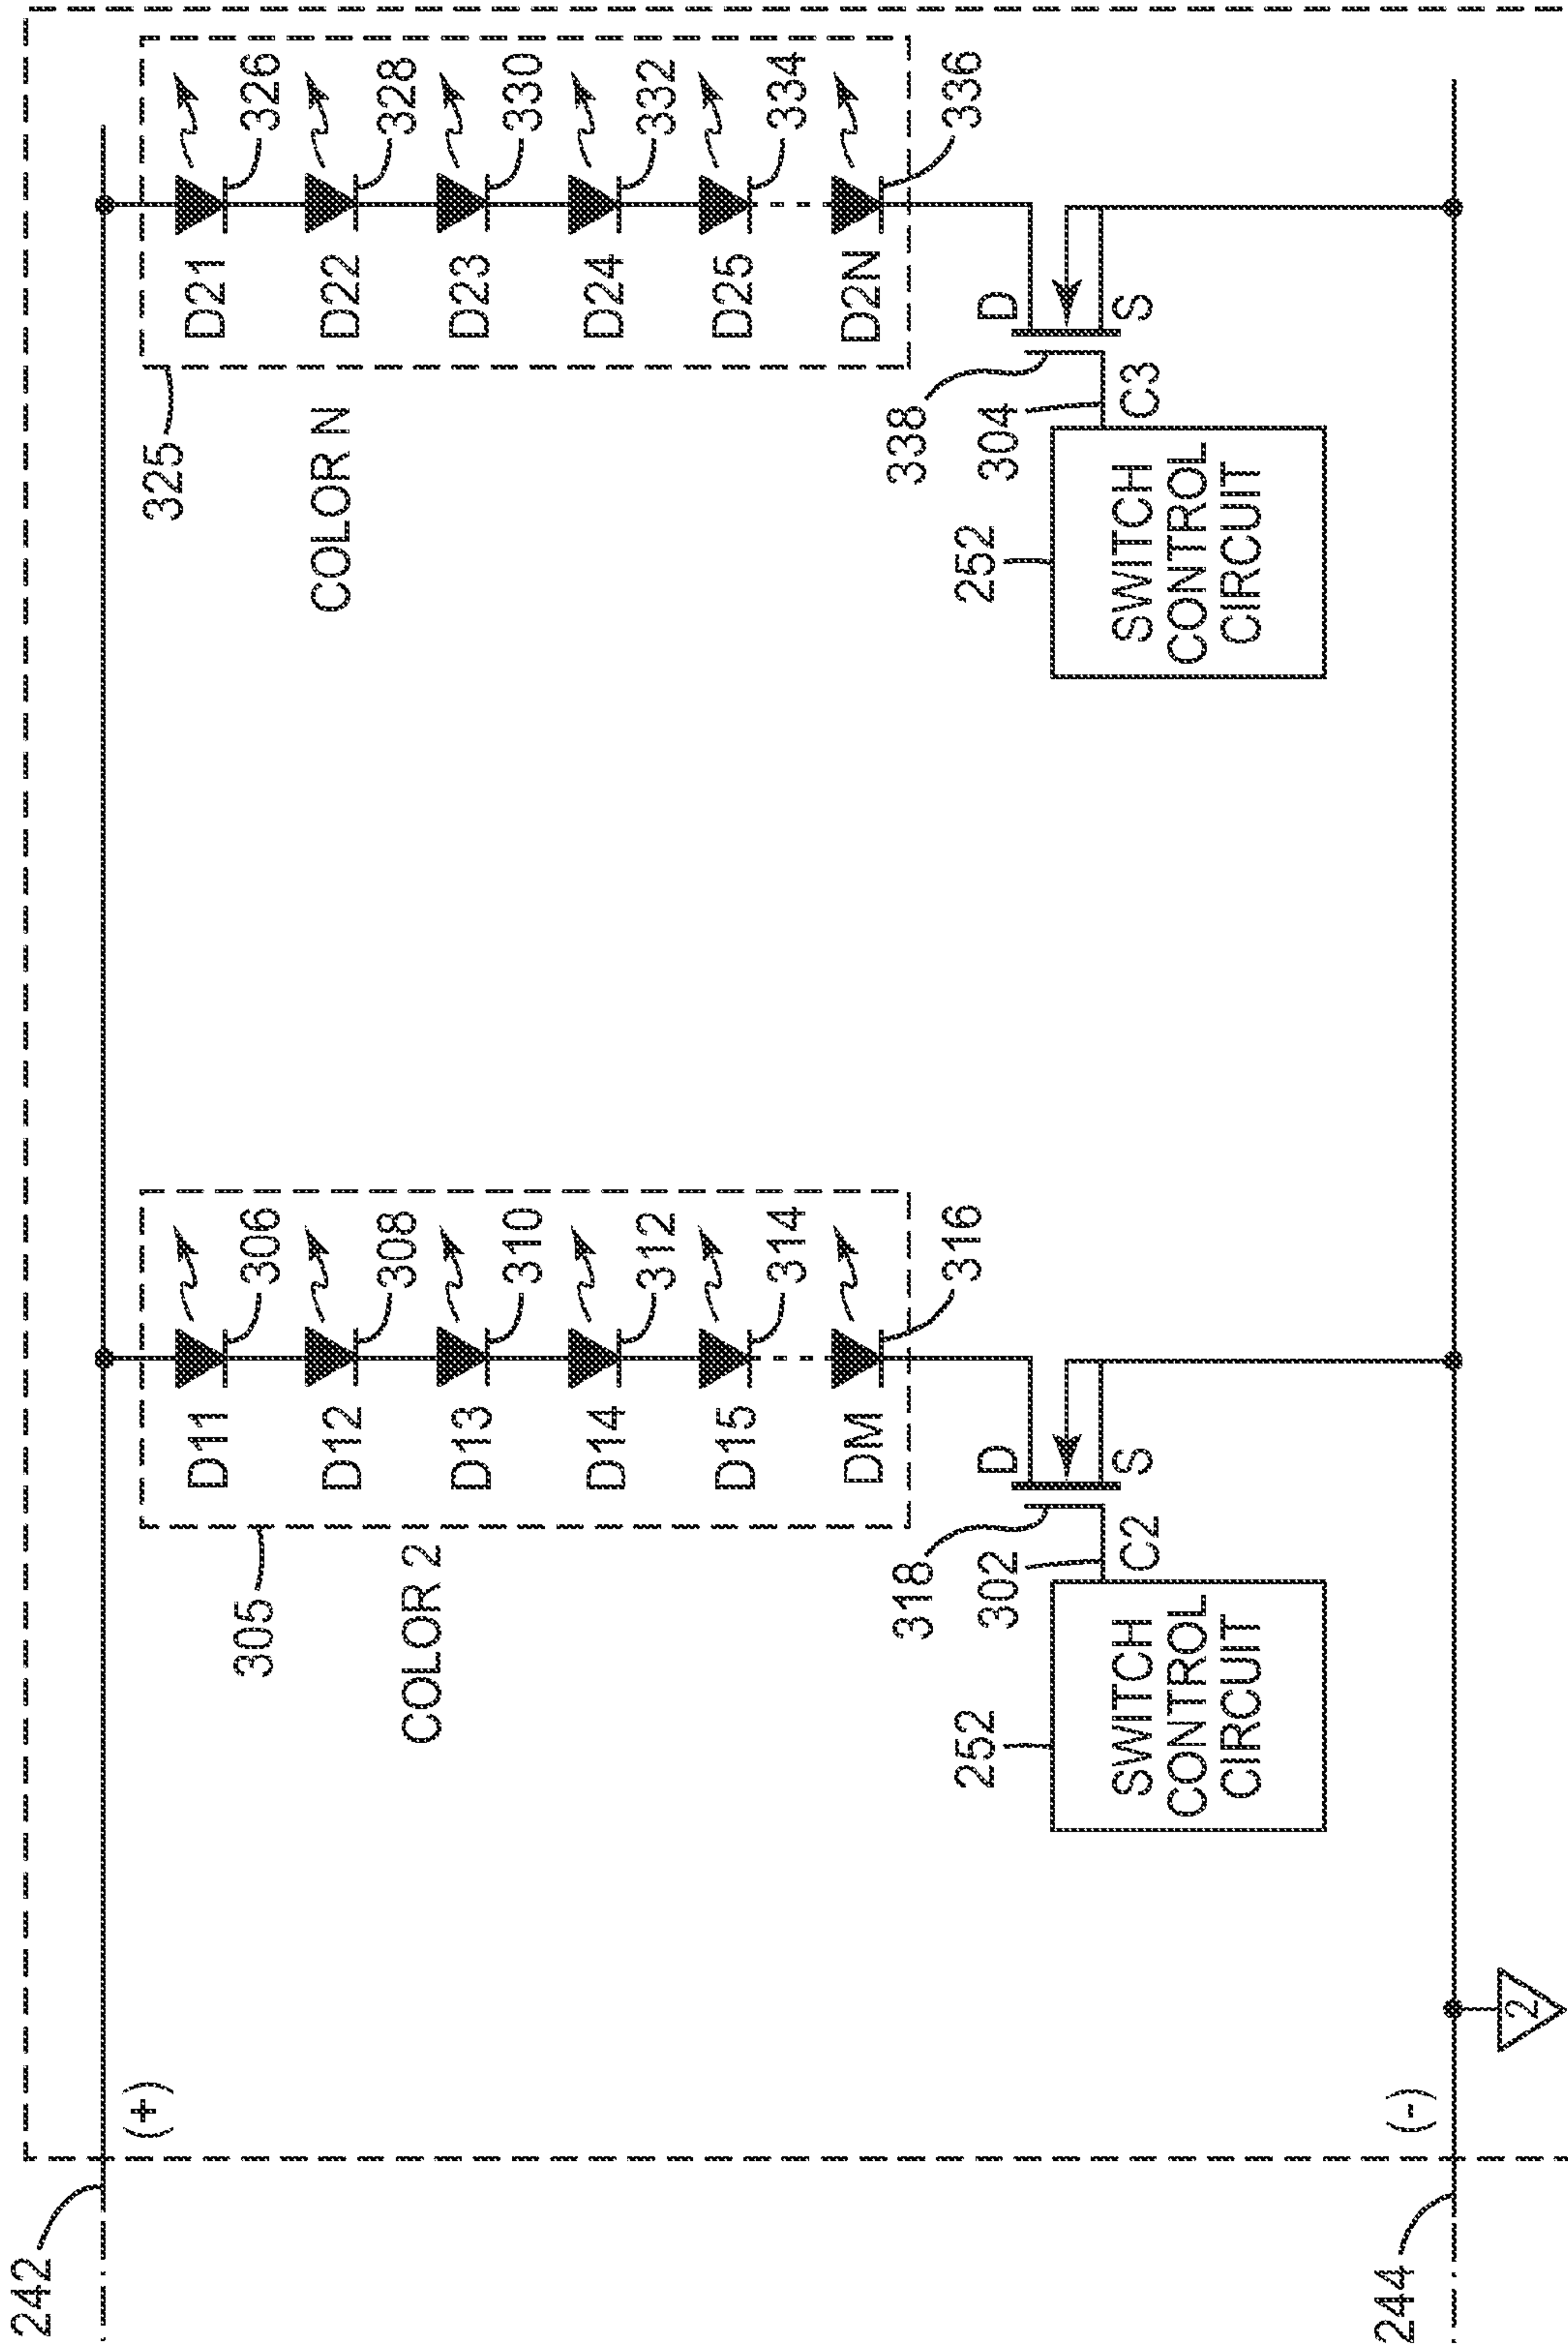 242
(+)
305
COLOR 2
D11
306
D12
308
D13
310
D14
312
D15
314
DM
316
318
D
302
C2
S
252
SWITCH
CONTROL
CIRCUIT
325
COLOR N
D21
326
D22
328
D23
330
D24
332
D25
334
D2N
336
338
D
304
C3
S
252
SWITCH
CONTROL
CIRCUIT
244
(-)
2